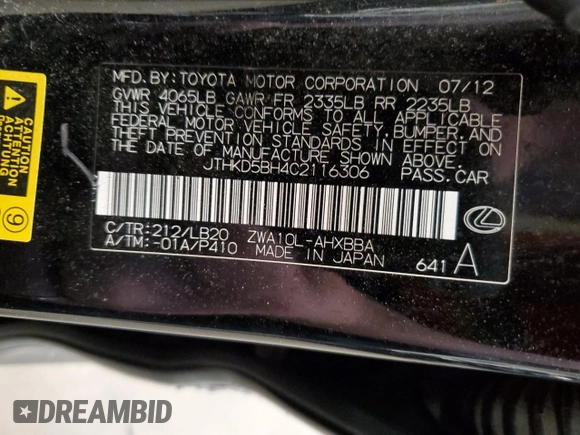 MFD.BY:TOYOTA MOTOR CORPORATION 07/12
GVWR 4065LB GAWR FR 2335LB RR 2235LB
THIS VEHICLE CONFORMS TO ALL APPLICABLE
FEDERAL MOTOR VEHICLE SAFETY, BUMPER, AND
THEFT PREVENTION STANDARDS IN EFFECT ON
THE DATE OF MANUFACTURE SHOWN ABOVE.
JTHKD5BH4C2116306 PASS.CAR
C/TR:212/LB20 ZWA10L-AHXBBA
A/TM:-01A/P410 MADE IN JAPAN
641 A
CAUTION
ATTENTION
ACHTUNG
9
DREAMBID